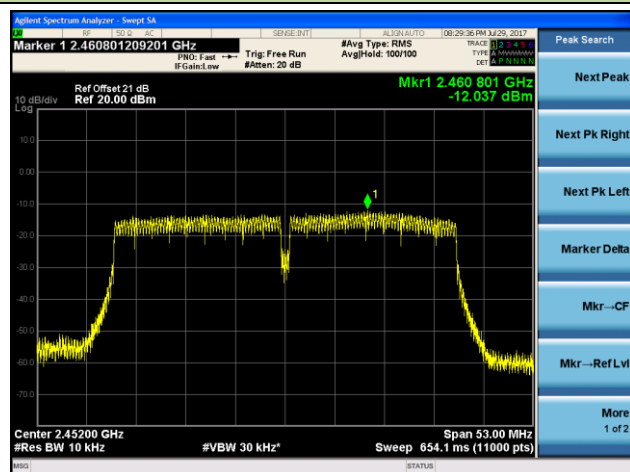 Agilent Spectrum Analyzer - Swept SA
RF 50 Ω AC SENSE:INT ALIGN AUTO 08:29:36 PM Jul 29, 2017
Marker 1 2.460801209201 GHz
PNO: Fast
IFGain:Low
Trig: Free Run
#Atten: 20 dB
#Avg Type: RMS
Avg|Hold: 100/100
TRACE 1 2 3 4 5 6
TYPE A
DET A P N N N N
Peak Search
Ref Offset 21 dB
Ref 20.00 dBm
10 dB/div
Log
Mkr1 2.460 801 GHz
-12.037 dBm
10.0
0.00
-10.0
-20.0
-30.0
-40.0
-50.0
-60.0
-70.0
1
Center 2.45200 GHz
Span 53.00 MHz
#Res BW 10 kHz
#VBW 30 kHz*
Sweep 654.1 ms (11000 pts)
MSG
STATUS
Next Peak
Next Pk Right
Next Pk Left
Marker Delta
Mkr→CF
Mkr→Ref Lvl
More
1 of 2